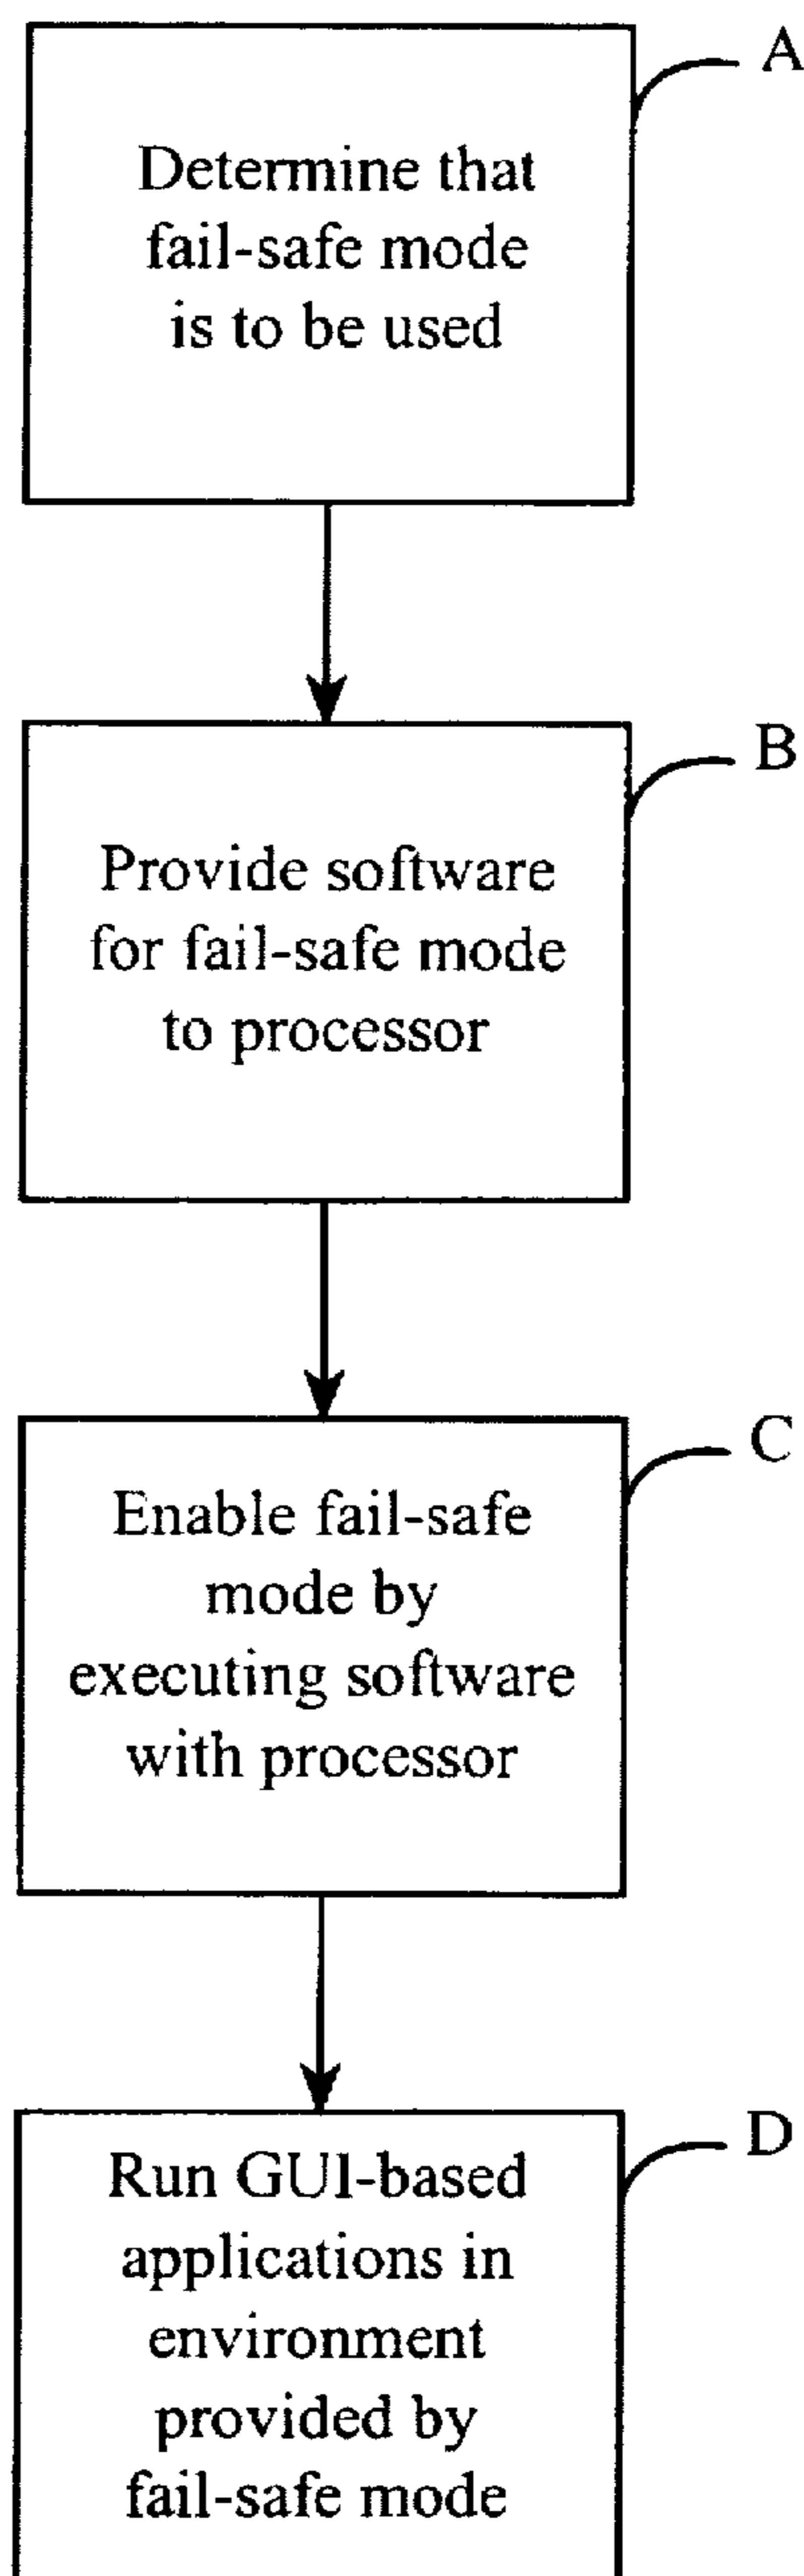 A
Determine that
fail-safe mode
is to be used
B
Provide software
for fail-safe mode
to processor
C
Enable fail-safe
mode by
executing software
with processor
D
Run GUI-based
applications in
environment
provided by
fail-safe mode